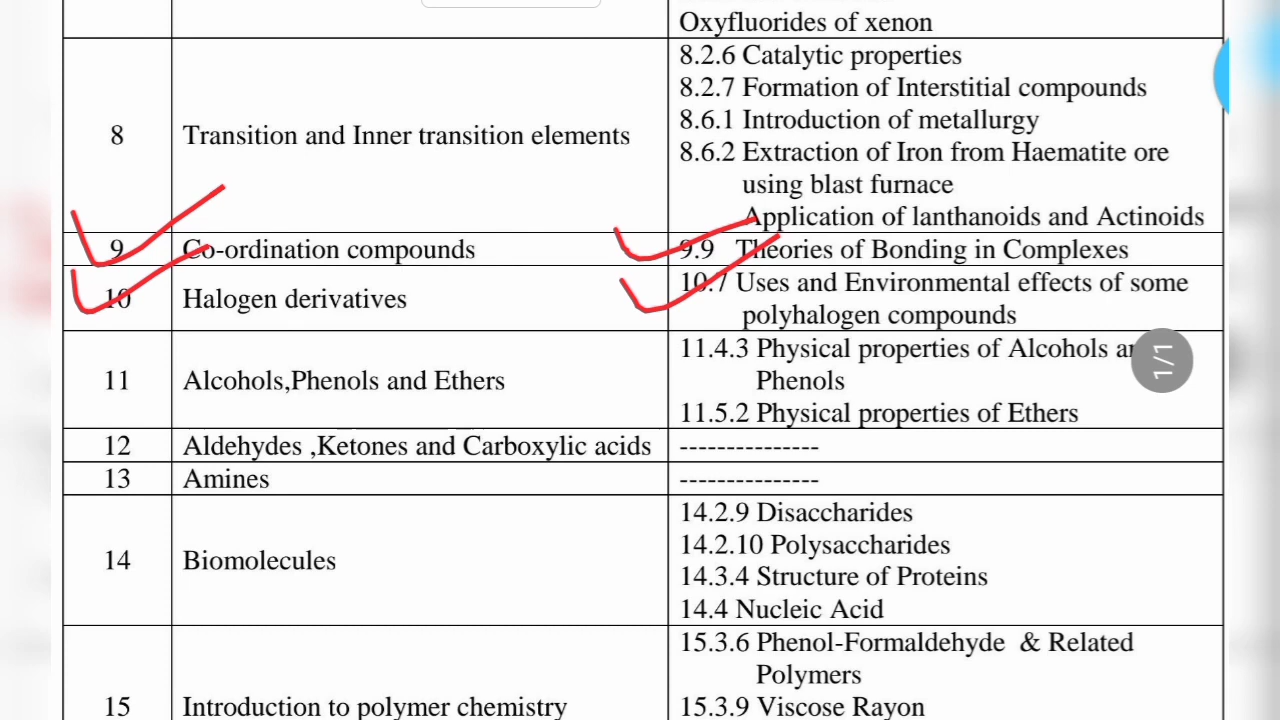 Oxyfluorides of xenon
8 Transition and Inner transition elements
8.2.6 Catalytic properties
8.2.7 Formation of Interstitial compounds
8.6.1 Introduction of metallurgy
8.6.2 Extraction of Iron from Haematite ore
using blast furnace
Application of lanthanoids and Actinoids
9 Co-ordination compounds 9.9 Theories of Bonding in Complexes
10 Halogen derivatives
10.7 Uses and Environmental effects of some
polyhalogen compounds
11 Alcohols,Phenols and Ethers
11.4.3 Physical properties of Alcohols
Phenols
11.5.2 Physical properties of Ethers
12 Aldehydes ,Ketones and Carboxylic acids ---------------
13 Amines ---------------
14 Biomolecules
14.2.9 Disaccharides
14.2.10 Polysaccharides
14.3.4 Structure of Proteins
14.4 Nucleic Acid
15 Introduction to polymer chemistry
15.3.6 Phenol-Formaldehyde & Related
Polymers
15.3.9 Viscose Rayon
1/1